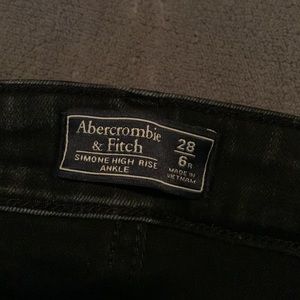 Abercrombie
& Fitch
SIMONE HIGH RISE
ANKLE
28
6R
MADE IN
VIETNAM